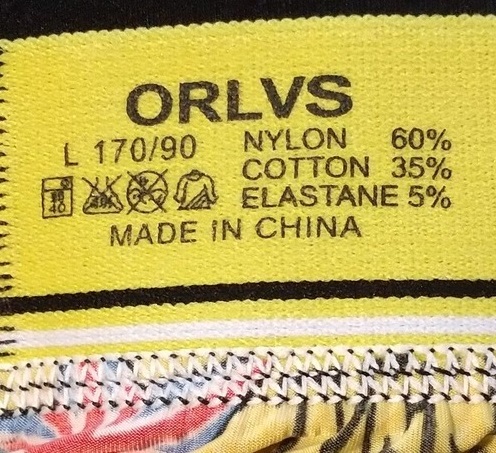 ORLVS
L 170/90
NYLON 60%
COTTON 35%
ELASTANE 5%
MADE IN CHINA